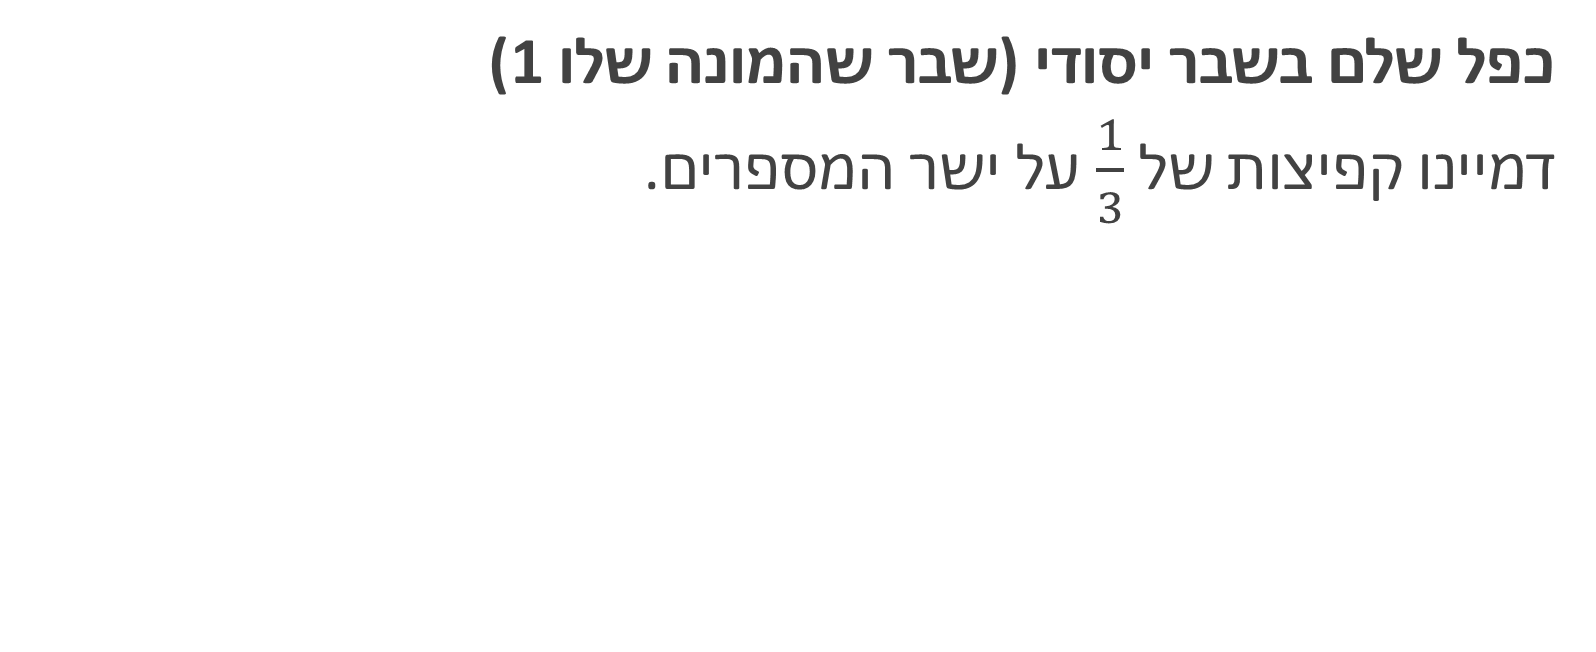 כפל שלם בשבר יסודי (שבר שהמונה שלו 1)
דמיינו קפיצות של 1/3 על ישר המספרים.